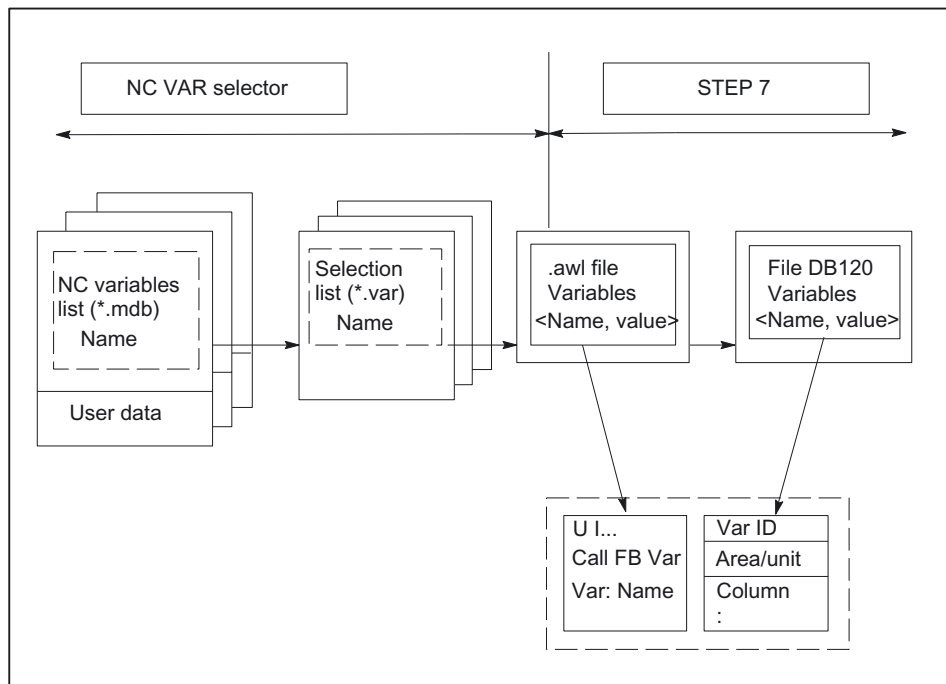 NC VAR selector
STEP 7
NC variables
list (*.mdb)
Name
User data
Selection
list (*.var)
Name
.awl file
Variables
<Name, value>
File DB120
Variables
<Name, value>
U I...
Call FB Var
Var: Name
Var ID
Area/unit
Column
: